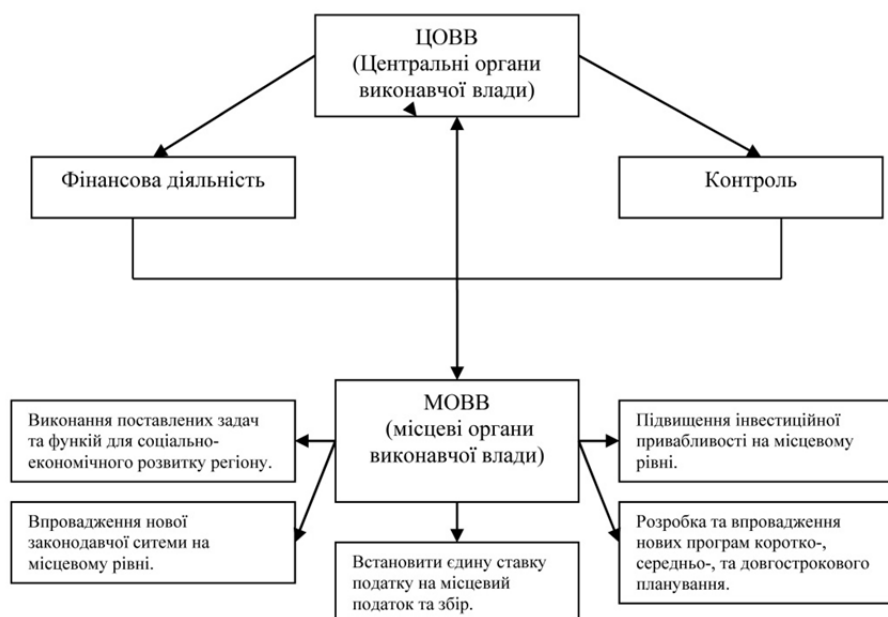 ЦОВВ
(Центральні органи
виконавчої влади)
Фінансова діяльність
Контроль
МОВВ
(місцеві органи
виконавчої влади)
Виконання поставлених задач
та функій для соціально-
економічного розвитку регіону.
Підвищення інвестиційної
привабливості на місцевому
рівні.
Впровадження нової
законодавчої ситеми на
місцевому рівні.
Встановити єдину ставку
податку на місцевий
податок та збір.
Розробка та впровадження
нових програм коротко-,
середньо-, та довгострокового
планування.